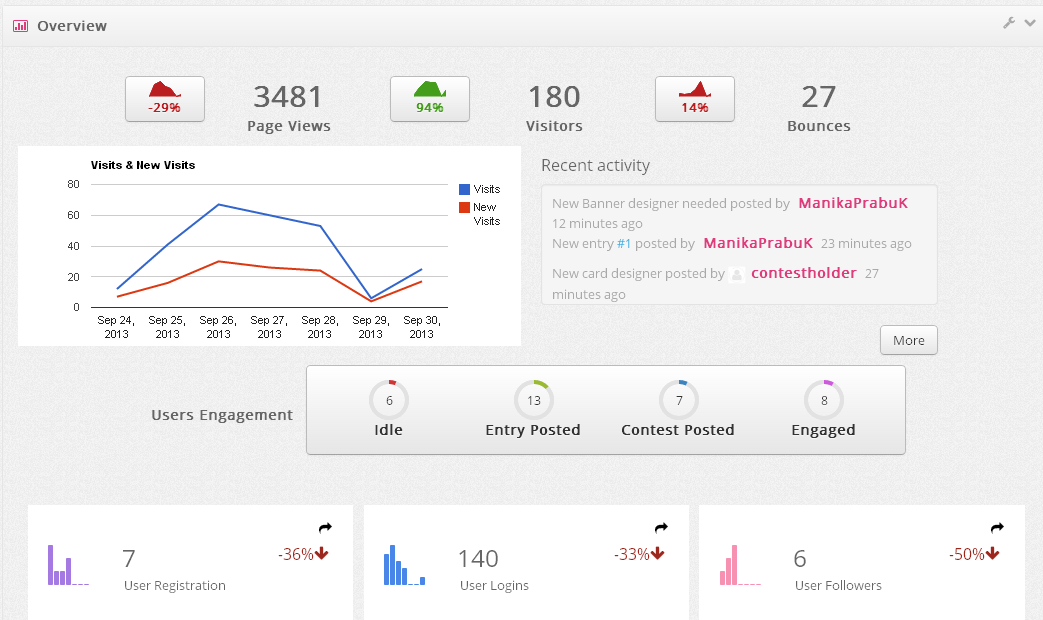 Overview
-29%
3481
Page Views
94%
180
Visitors
14%
27
Bounces
Visits & New Visits
80
60
40
20
0
Visits
New
Visits
Sep 24,
2013
Sep 25,
2013
Sep 26,
2013
Sep 27,
2013
Sep 28,
2013
Sep 29,
2013
Sep 30,
2013
Recent activity
New Banner designer needed posted by ManikaPrabuK
12 minutes ago
New entry #1 posted by ManikaPrabuK 23 minutes ago
New card designer posted by contestholder 27
minutes ago
More
Users Engagement
6
Idle
13
Entry Posted
7
Contest Posted
8
Engaged
7
User Registration
-36%
140
User Logins
-33%
6
User Followers
-50%